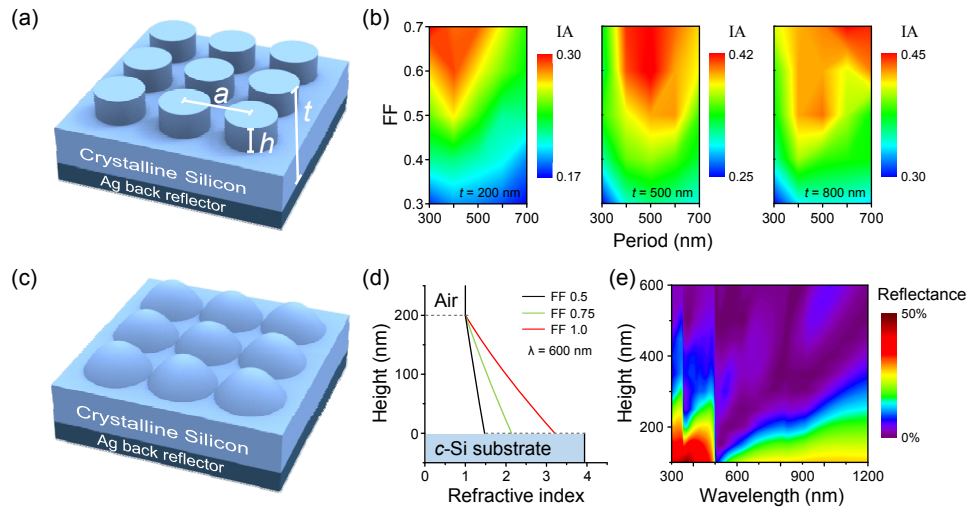 (a)
a
t
h
Crystalline Silicon
Ag back reflector
(b)
FF
0.7
0.6
0.5
0.4
0.3
t = 200 nm
300 500 700
IA
0.30
0.17
t = 500 nm
300 500 700
IA
0.42
0.25
t = 800 nm
300 500 700
IA
0.45
0.30
Period (nm)
(c)
Crystalline Silicon
Ag back reflector
(d)
Height (nm)
200
100
0
Air
FF 0.5
FF 0.75
FF 1.0
λ = 600 nm
c-Si substrate
0 1 2 3 4
Refractive index
(e)
Height (nm)
600
500
400
300
200
300 600 900 1200
Wavelength (nm)
Reflectance
50%
0%